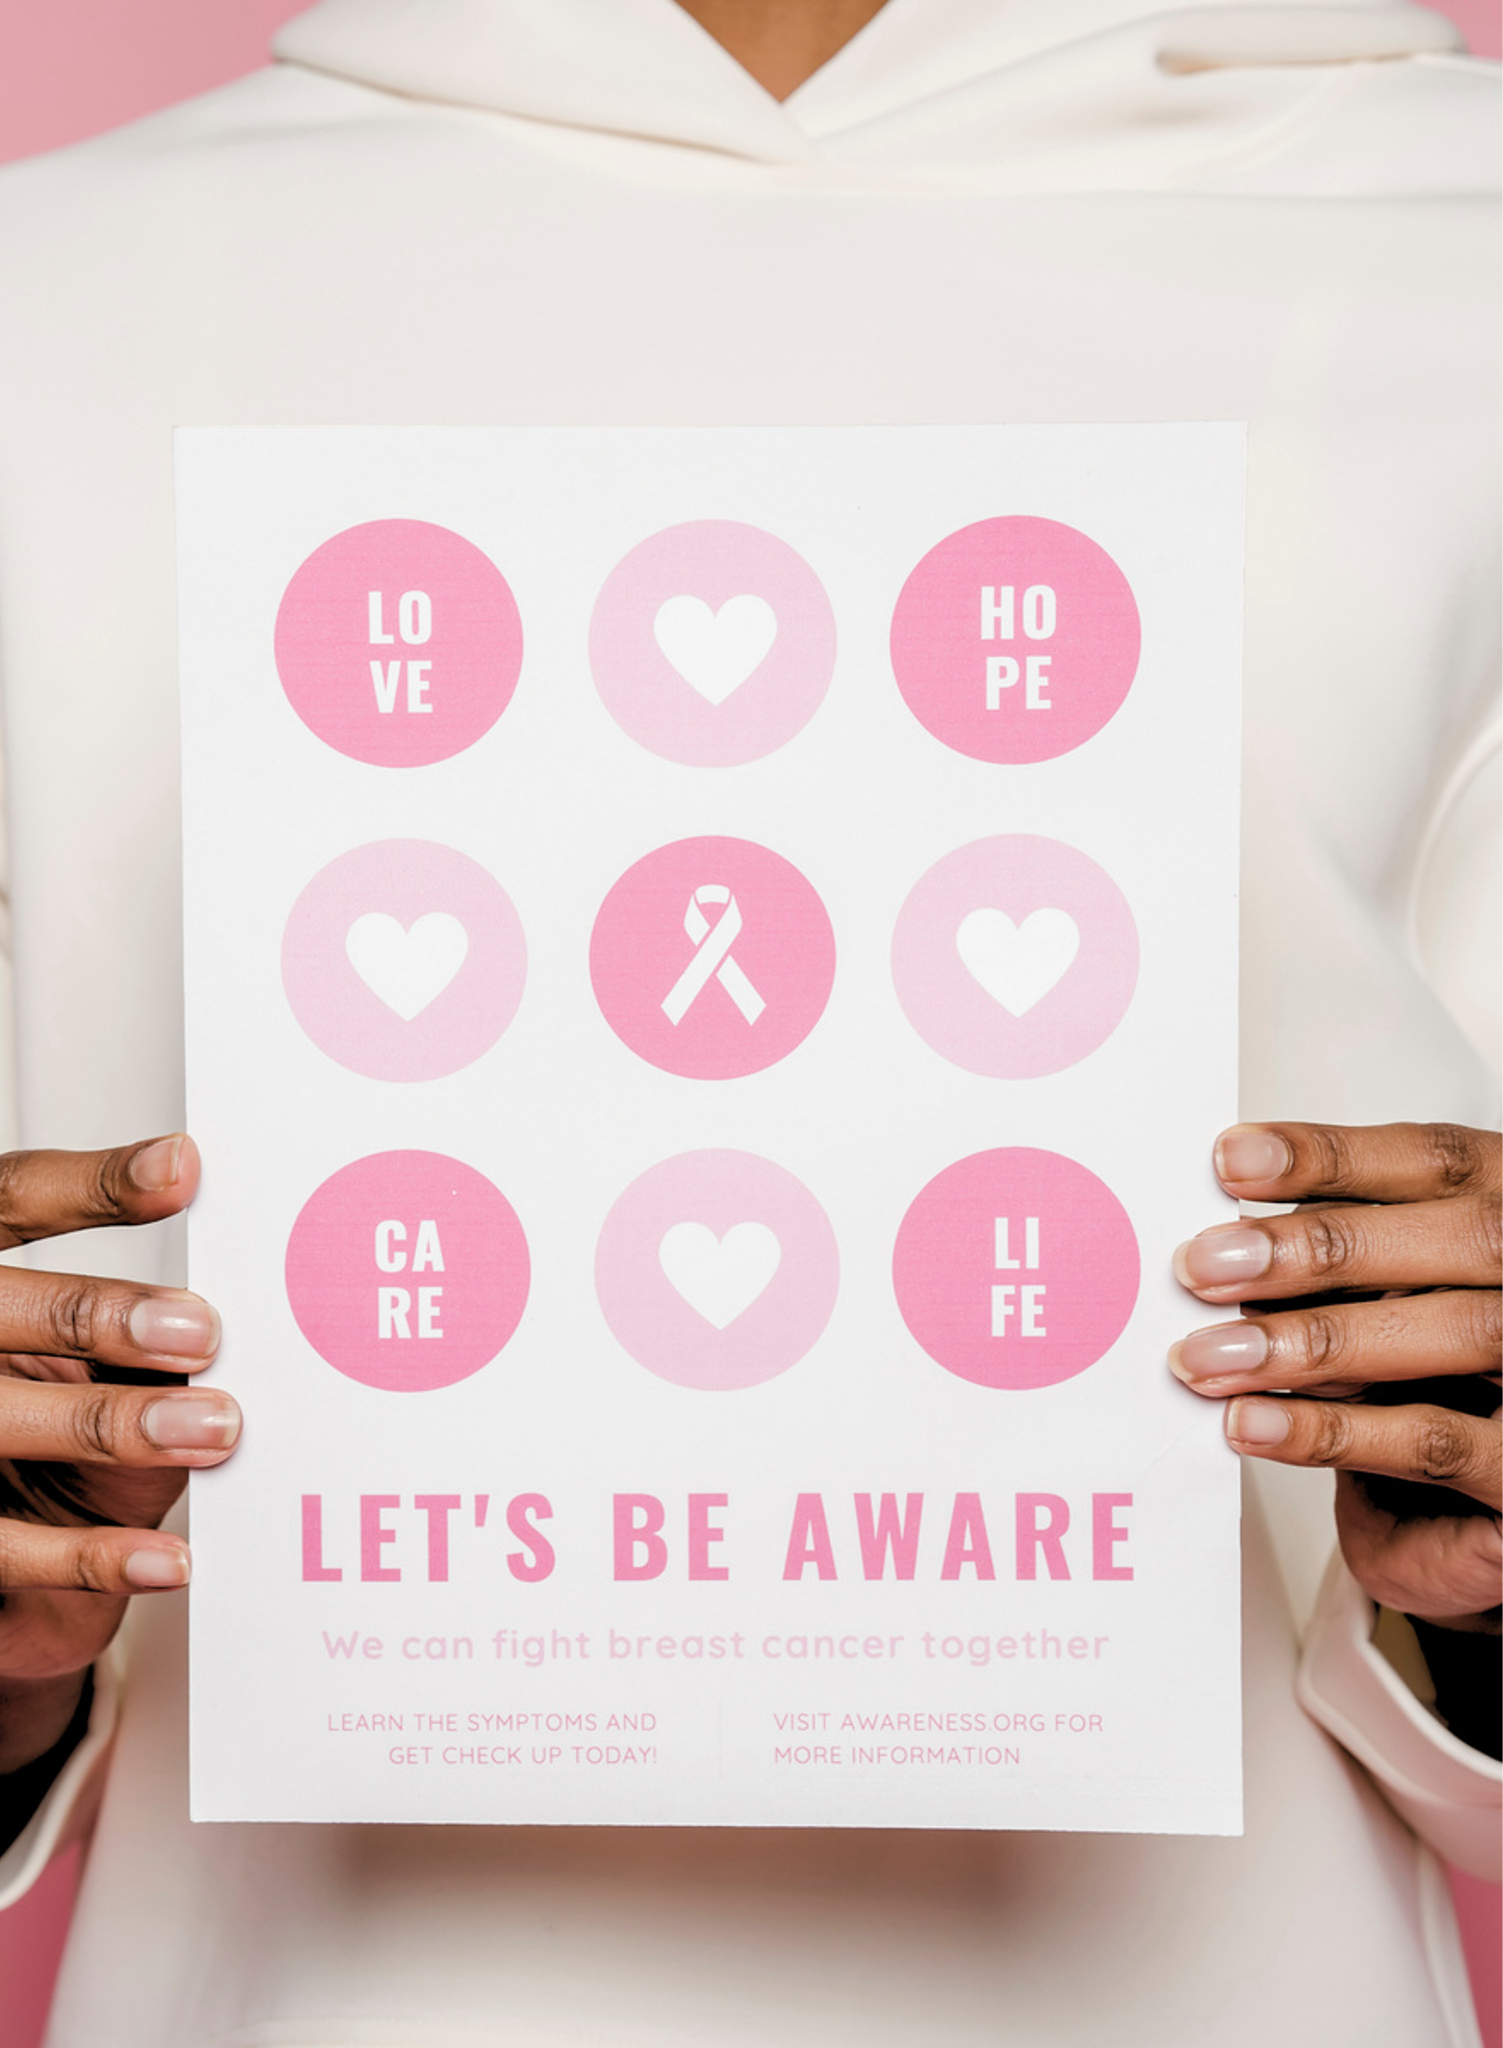 LO
VE
HO
PE
CA
RE
LI
FE
LET'S BE AWARE
We can fight breast cancer together
LEARN THE SYMPTOMS AND
GET CHECK UP TODAY!
VISIT AWARENESS.ORG FOR
MORE INFORMATION